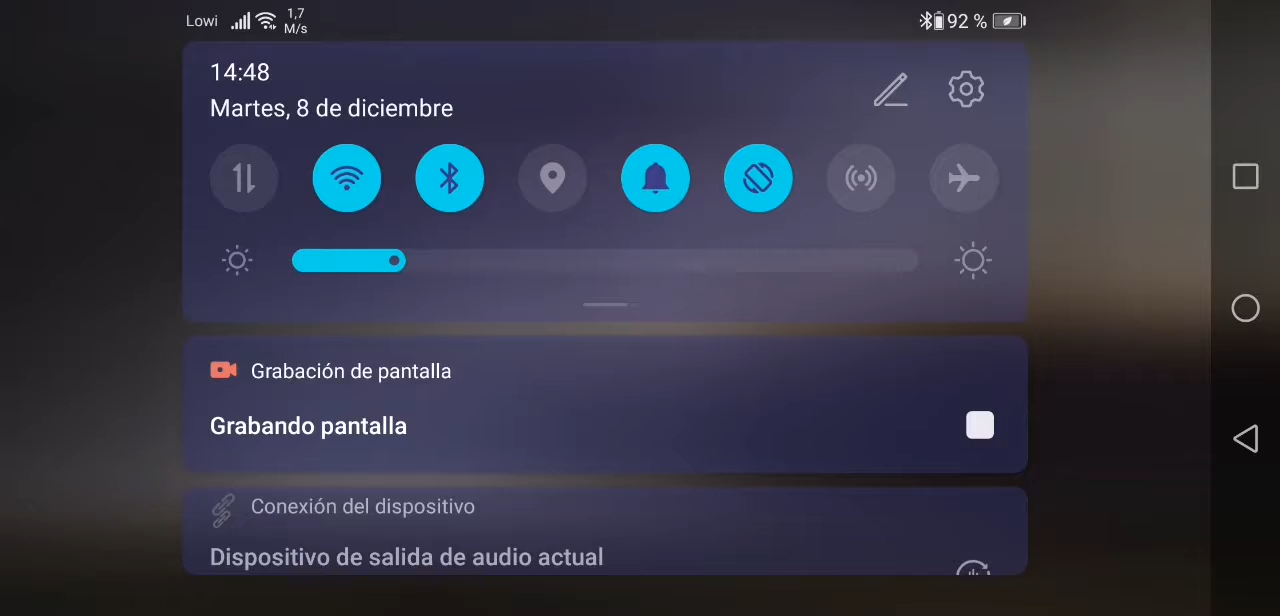 Lowi 1,7 M/s 92 %
14:48
Martes, 8 de diciembre
Grabación de pantalla
Grabando pantalla
Conexión del dispositivo
Dispositivo de salida de audio actual